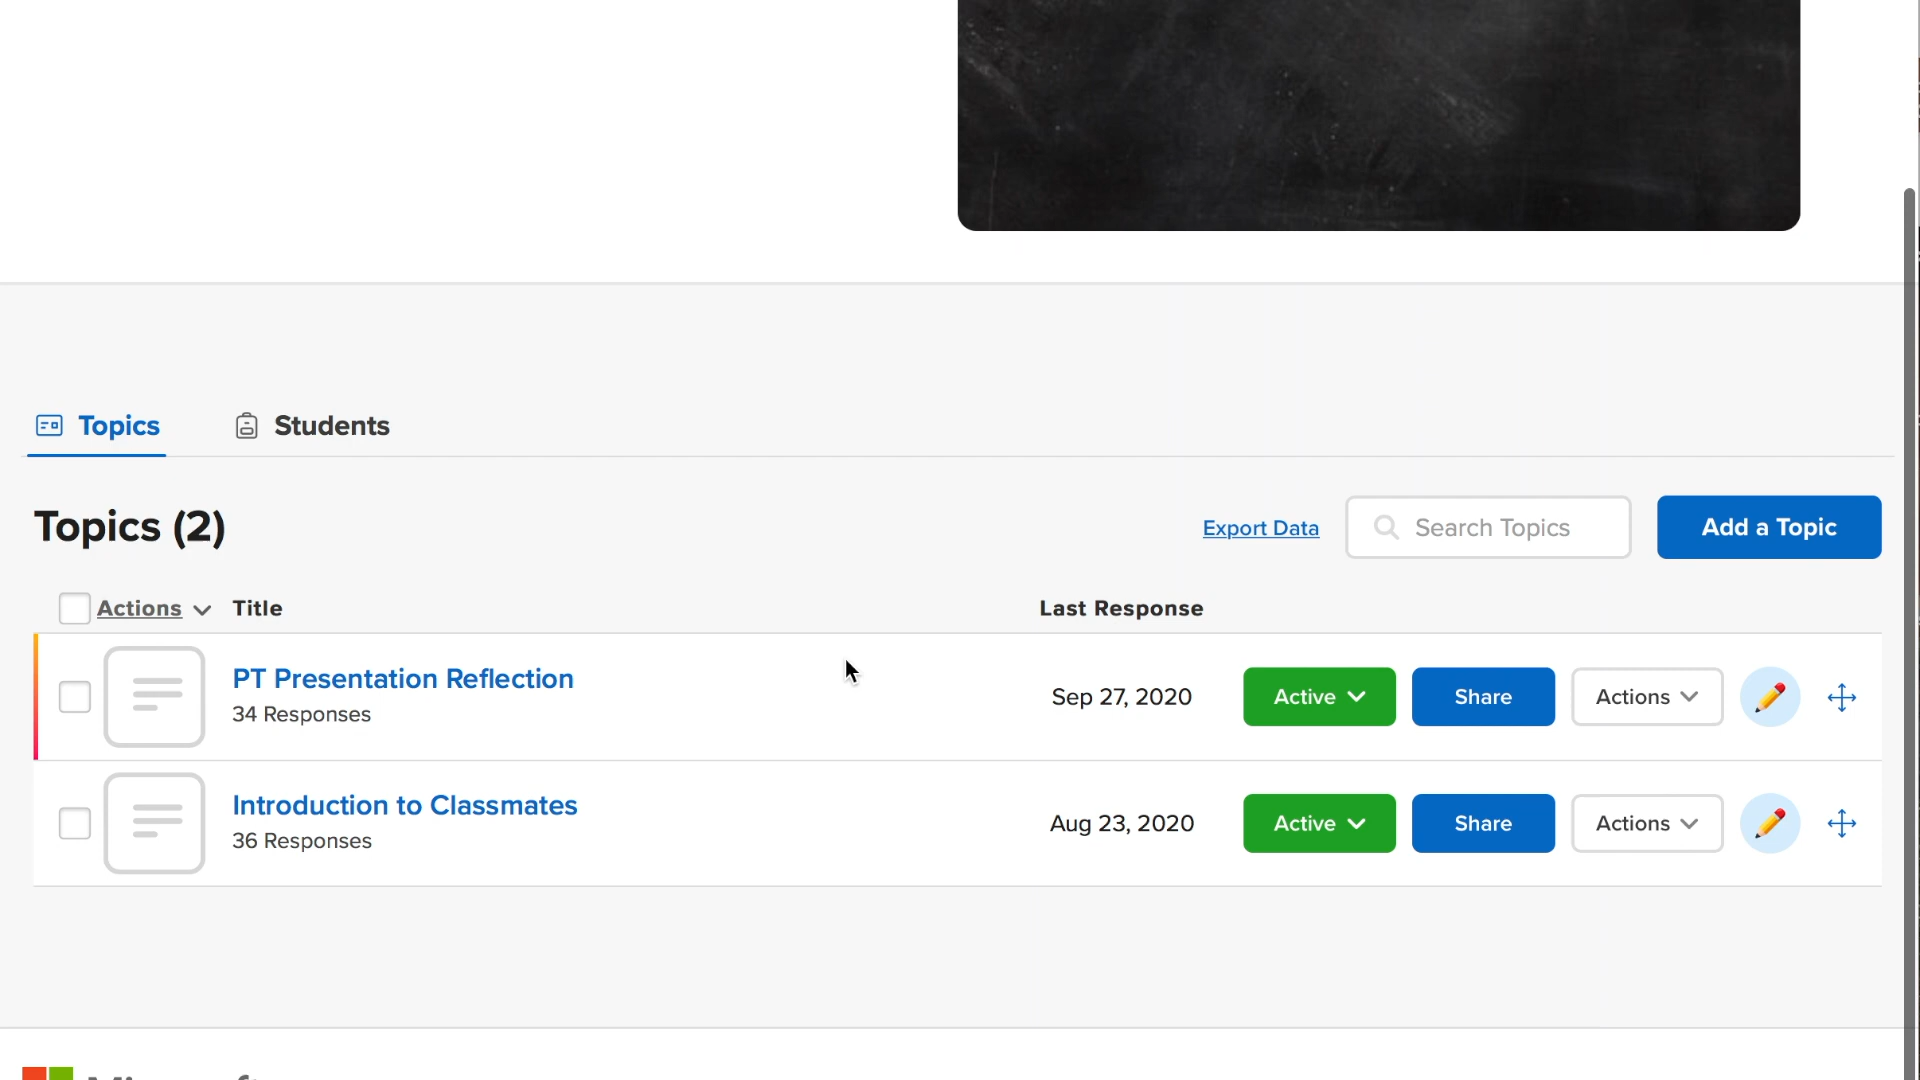 Topics Students
Topics (2) Export Data Search Topics Add a Topic
Actions Title Last Response
PT Presentation Reflection
34 Responses
Sep 27, 2020 Active Share Actions
Introduction to Classmates
36 Responses
Aug 23, 2020 Active Share Actions